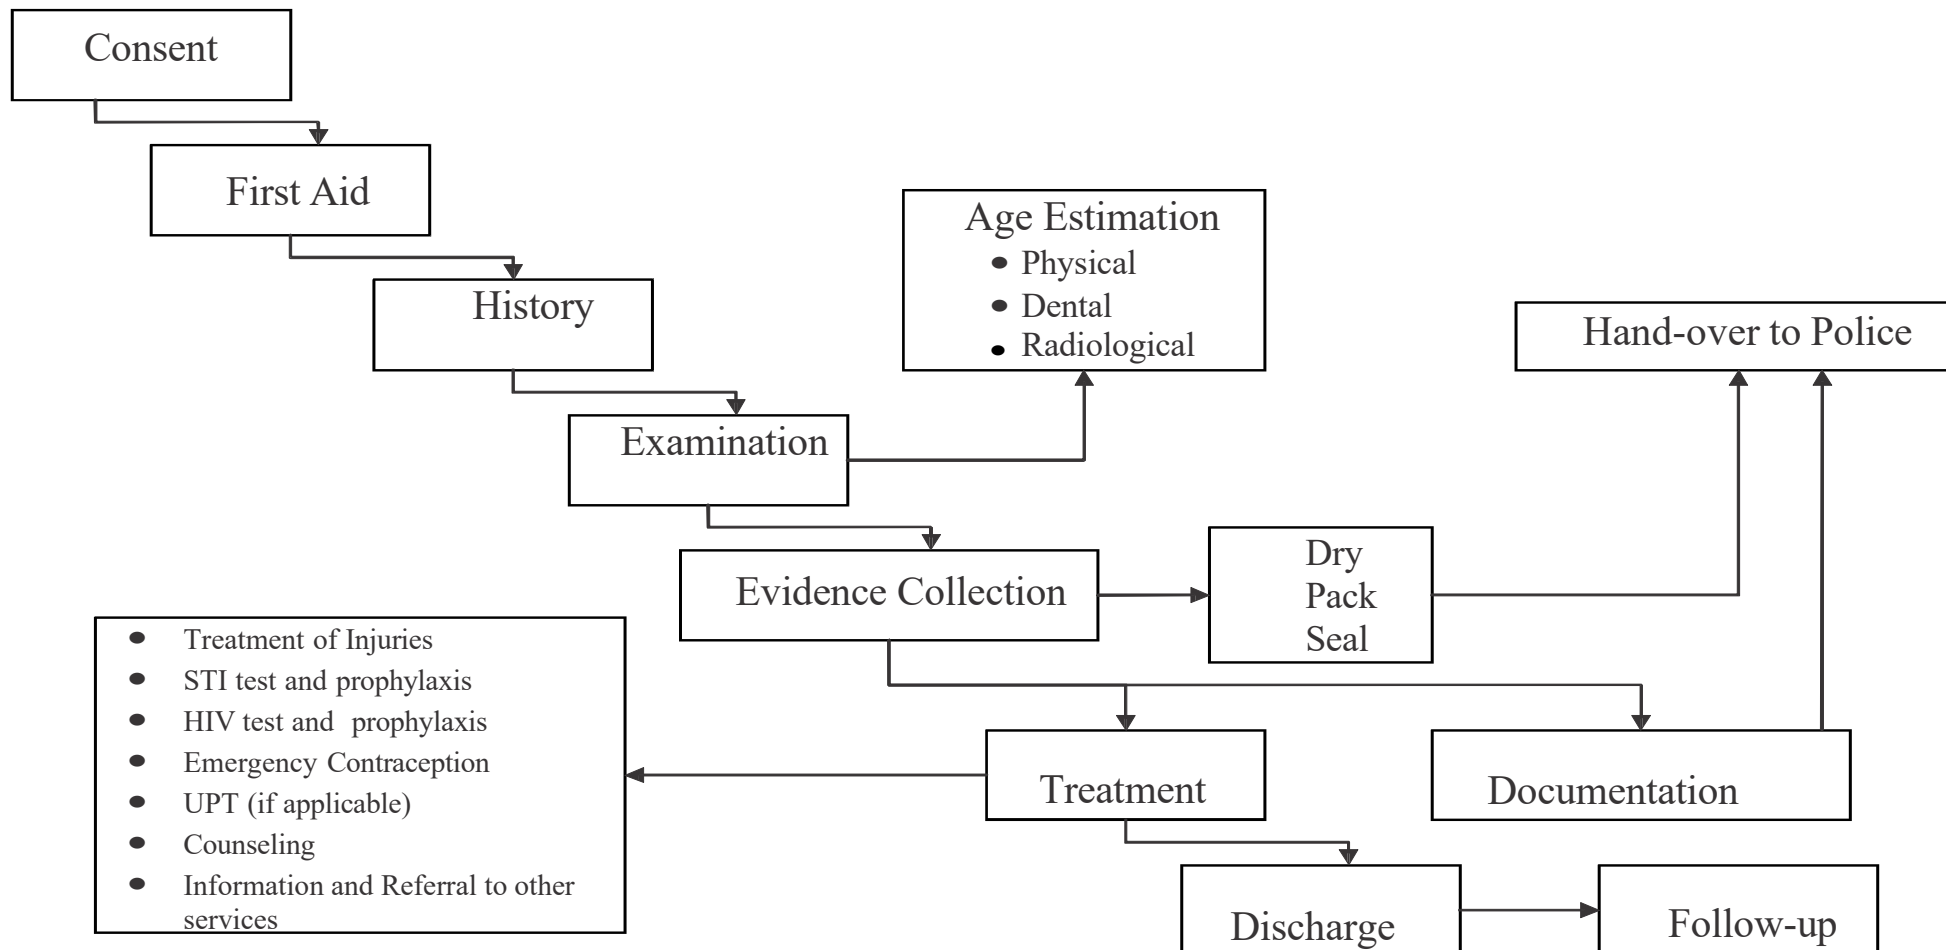 Consent
First Aid
History
Examination
Age Estimation
• Physical
• Dental
• Radiological
Hand-over to Police
Evidence Collection
Dry
Pack
Seal
• Treatment of Injuries
• STI test and prophylaxis
• HIV test and prophylaxis
• Emergency Contraception
• UPT (if applicable)
• Counseling
• Information and Referral to other
services
Treatment
Documentation
Discharge
Follow-up